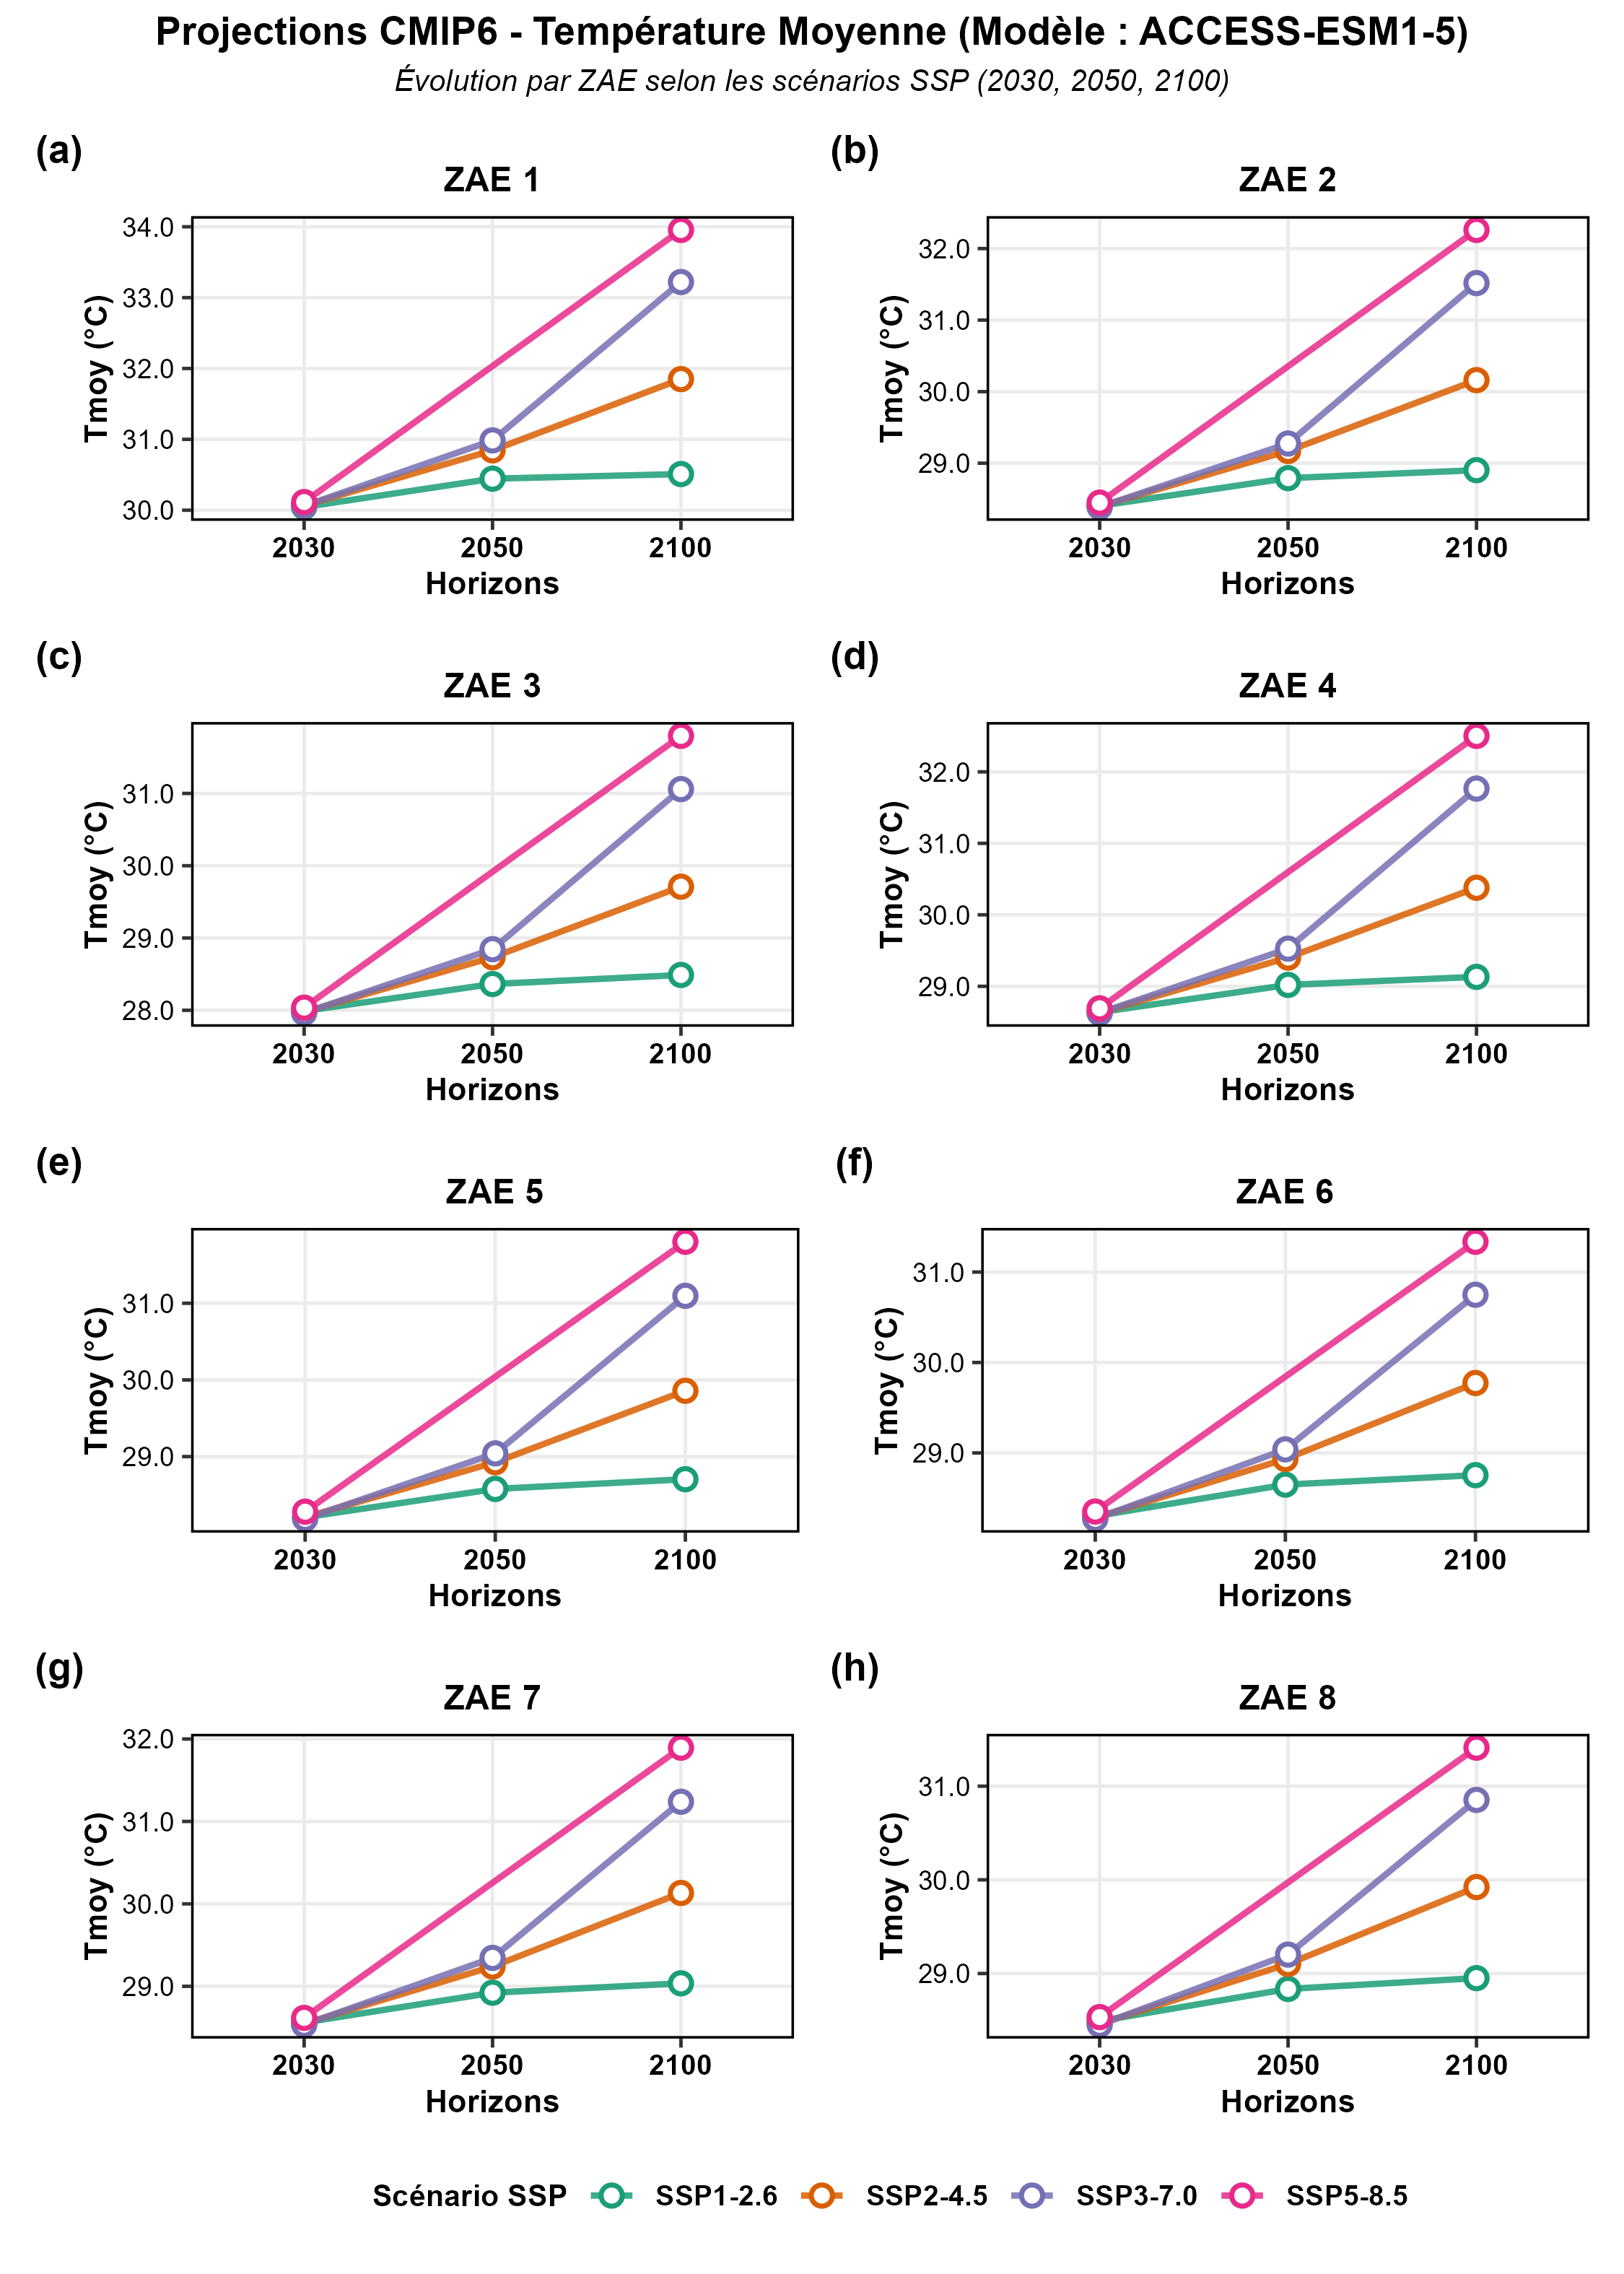 Projections CMIP6 - Température Moyenne (Modèle : ACCESS-ESM1-5)
Évolution par ZAE selon les scénarios SSP (2030, 2050, 2100)
(a)
ZAE 1
Tmoy (°C)
34.0
33.0
32.0
31.0
30.0
2030 2050 2100
Horizons
(b)
ZAE 2
Tmoy (°C)
32.0
31.0
30.0
29.0
2030 2050 2100
Horizons
(c)
ZAE 3
Tmoy (°C)
31.0
30.0
29.0
28.0
2030 2050 2100
Horizons
(d)
ZAE 4
Tmoy (°C)
32.0
31.0
30.0
29.0
2030 2050 2100
Horizons
(e)
ZAE 5
Tmoy (°C)
31.0
30.0
29.0
2030 2050 2100
Horizons
(f)
ZAE 6
Tmoy (°C)
31.0
30.0
29.0
2030 2050 2100
Horizons
(g)
ZAE 7
Tmoy (°C)
32.0
31.0
30.0
29.0
2030 2050 2100
Horizons
(h)
ZAE 8
Tmoy (°C)
31.0
30.0
29.0
2030 2050 2100
Horizons
Scénario SSP SSP1-2.6 SSP2-4.5 SSP3-7.0 SSP5-8.5